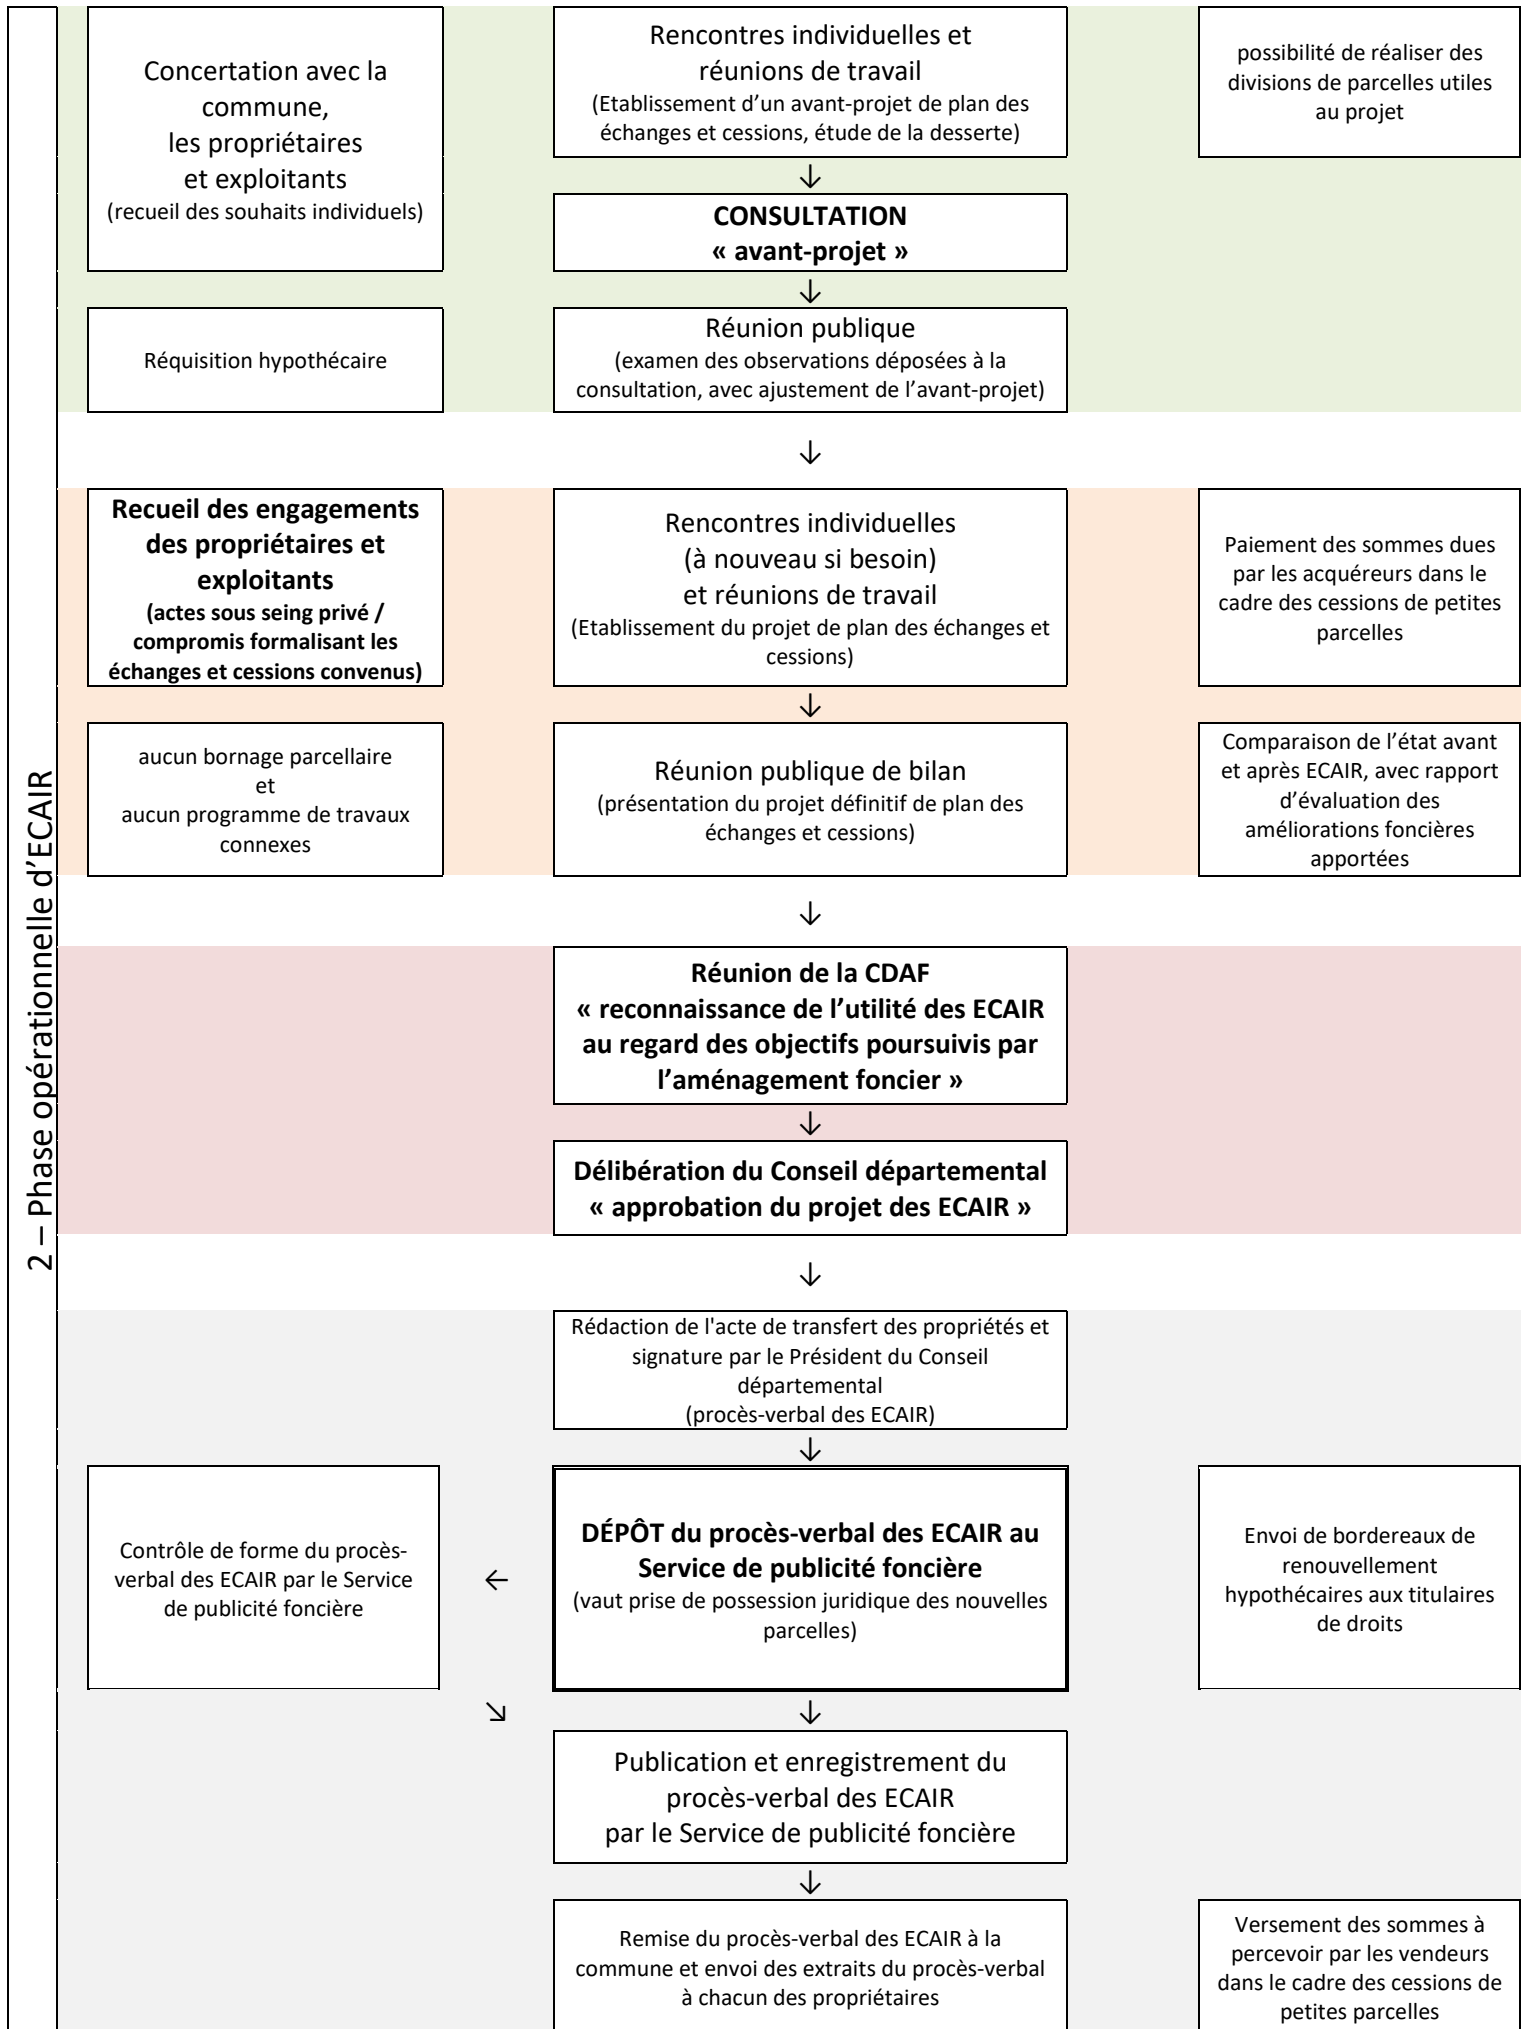 2 – Phase opérationnelle d’ECAIR
Concertation avec la
commune,
les propriétaires
et exploitants
(recueil des souhaits individuels)
Rencontres individuelles et
réunions de travail
(Etablissement d’un avant-projet de plan des
échanges et cessions, étude de la desserte)
possibilité de réaliser des
divisions de parcelles utiles
au projet
↓
CONSULTATION
« avant-projet »
↓
Réquisition hypothécaire
Réunion publique
(examen des observations déposées à la
consultation, avec ajustement de l’avant-projet)
↓
Recueil des engagements
des propriétaires et
exploitants
(actes sous seing privé /
compromis formalisant les
échanges et cessions convenus)
Rencontres individuelles
(à nouveau si besoin)
et réunions de travail
(Etablissement du projet de plan des échanges et
cessions)
Paiement des sommes dues
par les acquéreurs dans le
cadre des cessions de petites
parcelles
↓
aucun bornage parcellaire
et
aucun programme de travaux
connexes
Réunion publique de bilan
(présentation du projet définitif de plan des
échanges et cessions)
Comparaison de l’état avant
et après ECAIR, avec rapport
d’évaluation des
améliorations foncières
apportées
↓
Réunion de la CDAF
« reconnaissance de l’utilité des ECAIR
au regard des objectifs poursuivis par
l’aménagement foncier »
↓
Délibération du Conseil départemental
« approbation du projet des ECAIR »
↓
Rédaction de l'acte de transfert des propriétés et
signature par le Président du Conseil
départemental
(procès-verbal des ECAIR)
↓
Contrôle de forme du procès-
verbal des ECAIR par le Service
de publicité foncière
←
DÉPÔT du procès-verbal des ECAIR au
Service de publicité foncière
(vaut prise de possession juridique des nouvelles
parcelles)
Envoi de bordereaux de
renouvellement
hypothécaires aux titulaires
de droits
↘
↓
Publication et enregistrement du
procès-verbal des ECAIR
par le Service de publicité foncière
↓
Remise du procès-verbal des ECAIR à la
commune et envoi des extraits du procès-verbal
à chacun des propriétaires
Versement des sommes à
percevoir par les vendeurs
dans le cadre des cessions de
petites parcelles